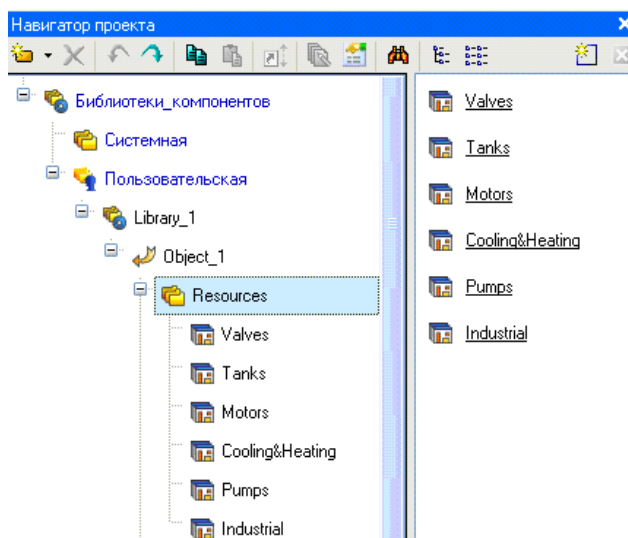 Навигатор проекта
Библиотеки_компонентов
Системная
Пользовательская
Library_1
Object_1
Resources
Valves
Tanks
Motors
Cooling&Heating
Pumps
Industrial
Valves
Tanks
Motors
Cooling&Heating
Pumps
Industrial